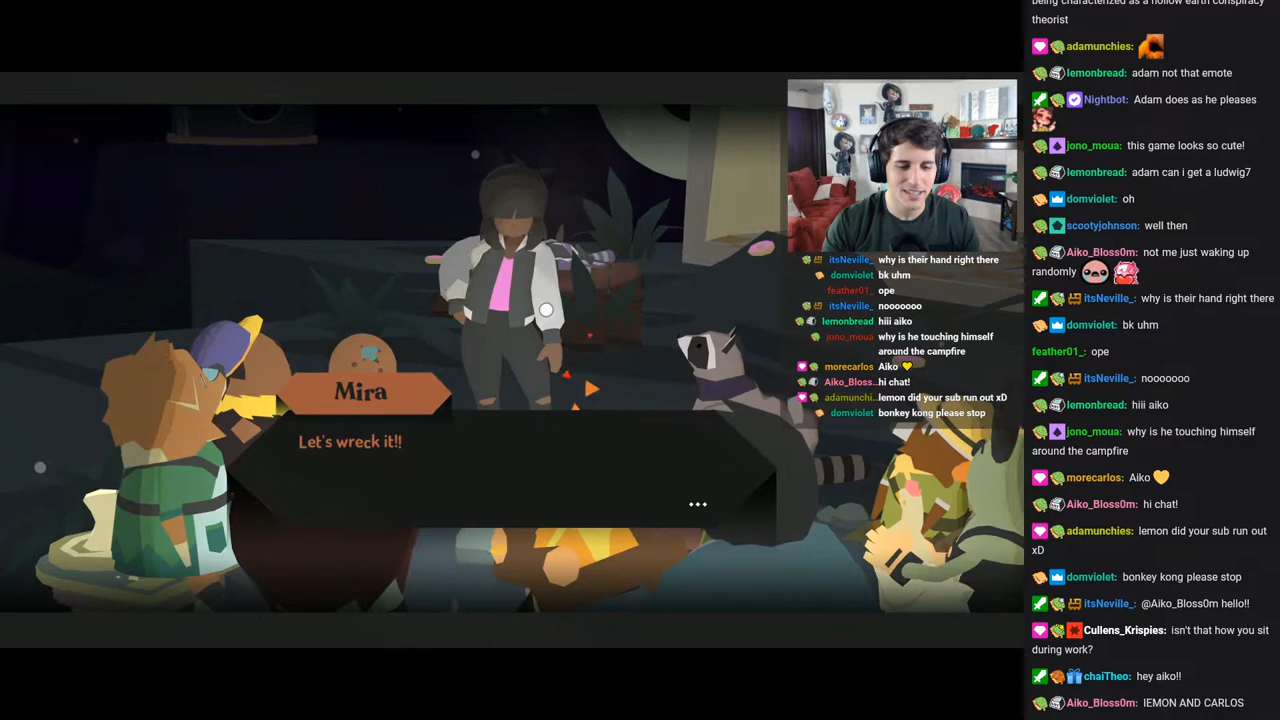 Mira
Let's wreck it!!
...
itsNeville_: why is their hand right there
domviolet bk uhm
feather01_ ope
itsNeville_: nooooooo
lemonbread hiii aiko
jono_moua: why is he touching himself
around the campfire
morecarlos Aiko 💛
Aiko_Bloss…hi chat!
adamunchi… lemon did your sub run out xD
domviolet bonkey kong please stop
being characterized as a hollow earth conspiracy
theorist
adamunchies:
lemonbread: adam not that emote
Nightbot: Adam does as he pleases
jono_moua: this game looks so cute!
lemonbread: adam can i get a ludwig7
domviolet: oh
scootyjohnson: well then
Aiko_Bloss0m: not me just waking up
randomly
itsNeville_: why is their hand right there
domviolet: bk uhm
feather01_: ope
itsNeville_: nooooooo
lemonbread: hiii aiko
jono_moua: why is he touching himself
around the campfire
morecarlos: Aiko 💛
Aiko_Bloss0m: hi chat!
adamunchies: lemon did your sub run out
xD
domviolet: bonkey kong please stop
itsNeville_: @Aiko_Bloss0m hello!!
Cullens_Krispies: isn't that how you sit
during work?
chaiTheo: hey aiko!!
Aiko_Bloss0m: lEMON AND CARLOS